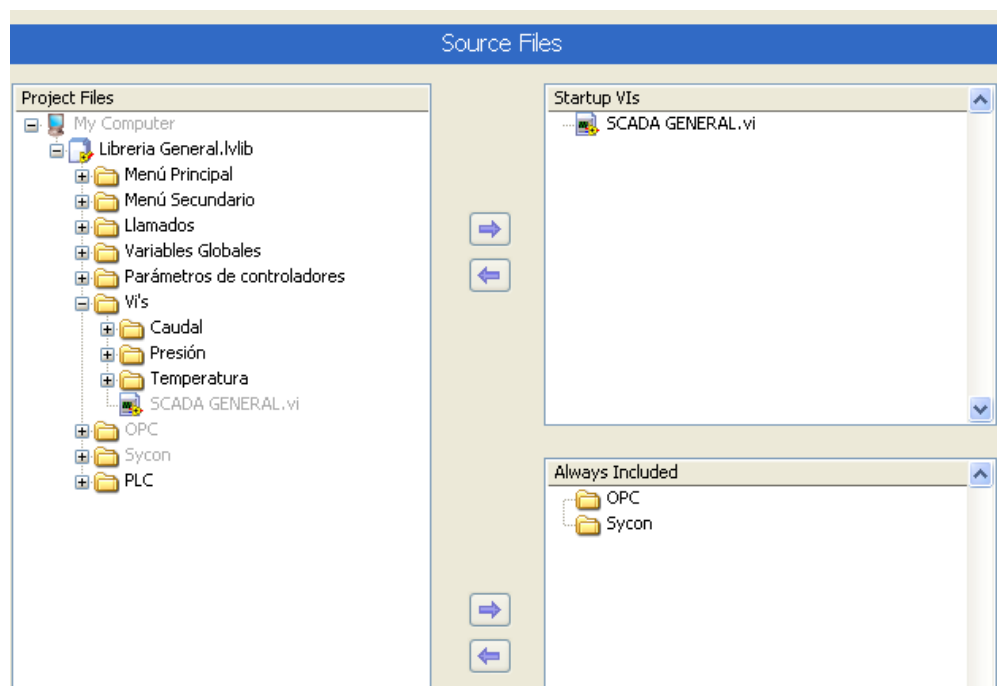 Source Files
Project Files
My Computer
Libreria General.lvlib
Menú Principal
Menú Secundario
Llamados
Variables Globales
Parámetros de controladores
Vi's
Caudal
Presión
Temperatura
SCADA GENERAL.vi
OPC
Sycon
PLC
Startup VIs
SCADA GENERAL.vi
Always Included
OPC
Sycon